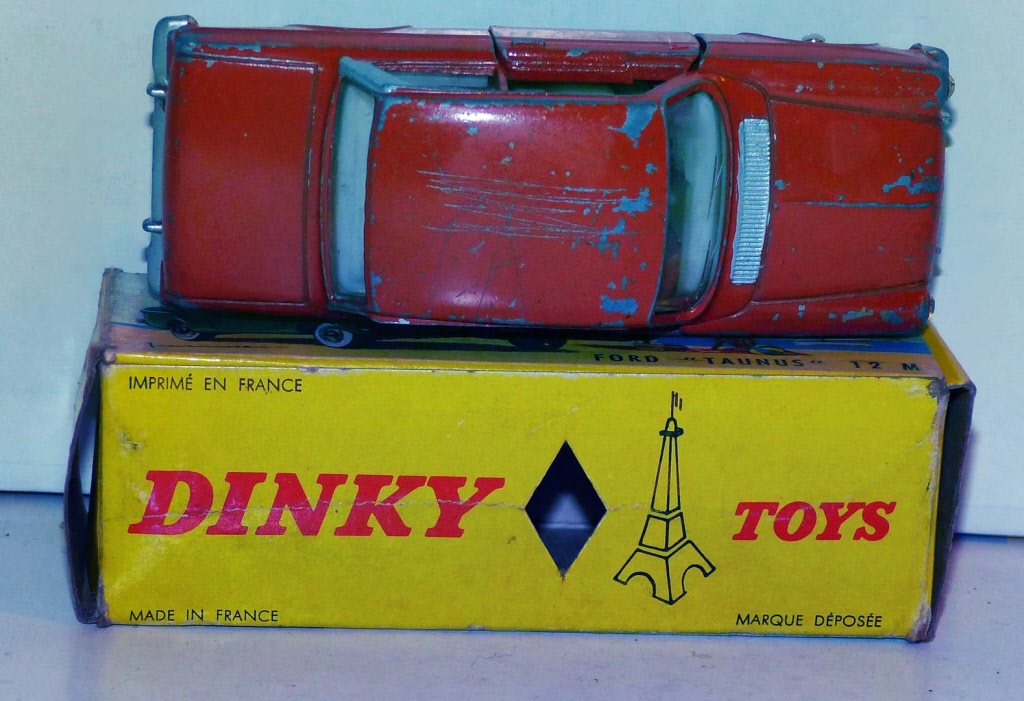 FORD "TAUNUS" 12 M
IMPRIMÉ EN FRANCE
DINKY TOYS
MADE IN FRANCE MARQUE DÉPOSÉE